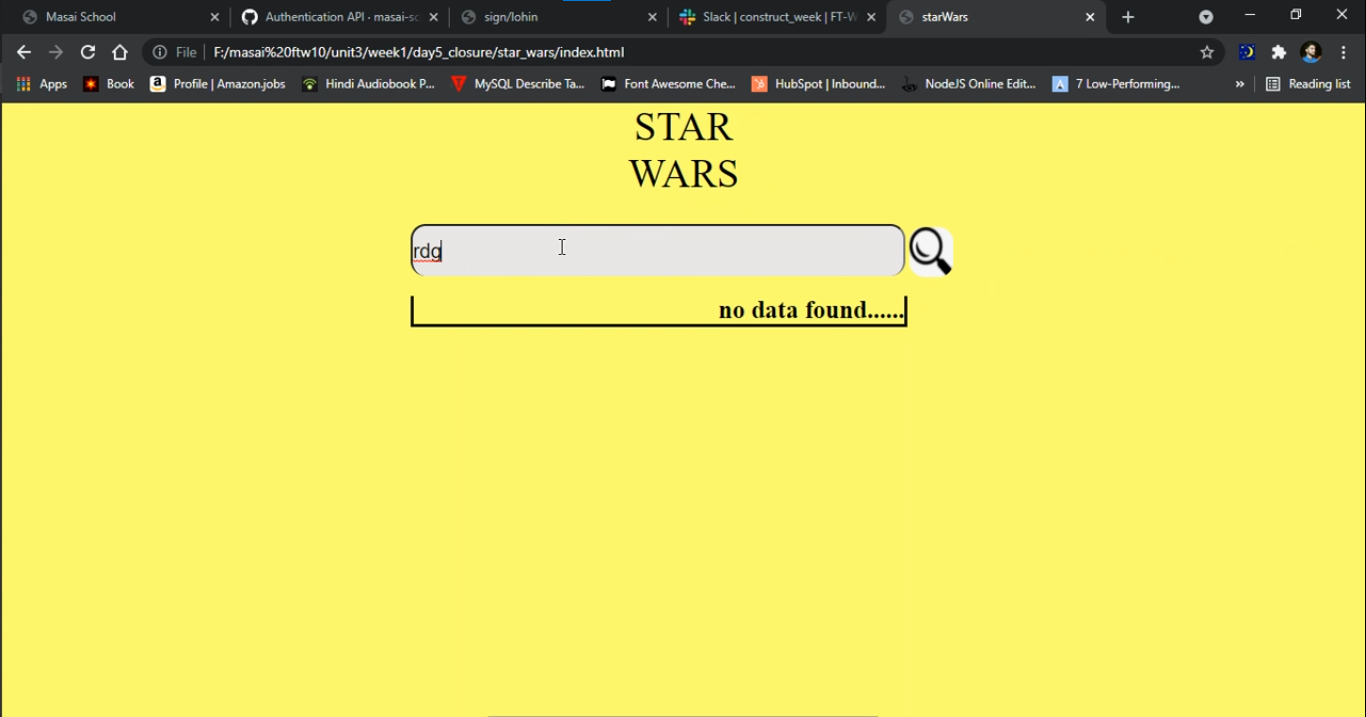 Masai School
Authentication API · masai-sc
sign/lohin
Slack | construct_week | FT-W
starWars
File
F:/masai%20ftw10/unit3/week1/day5_closure/star_wars/index.html
Apps
Book
Profile | Amazon.jobs
Hindi Audiobook P...
MySQL Describe Ta...
Font Awesome Che...
HubSpot | Inbound...
NodeJS Online Edit...
7 Low-Performing...
»
Reading list
STAR
WARS
rdg
no data found......